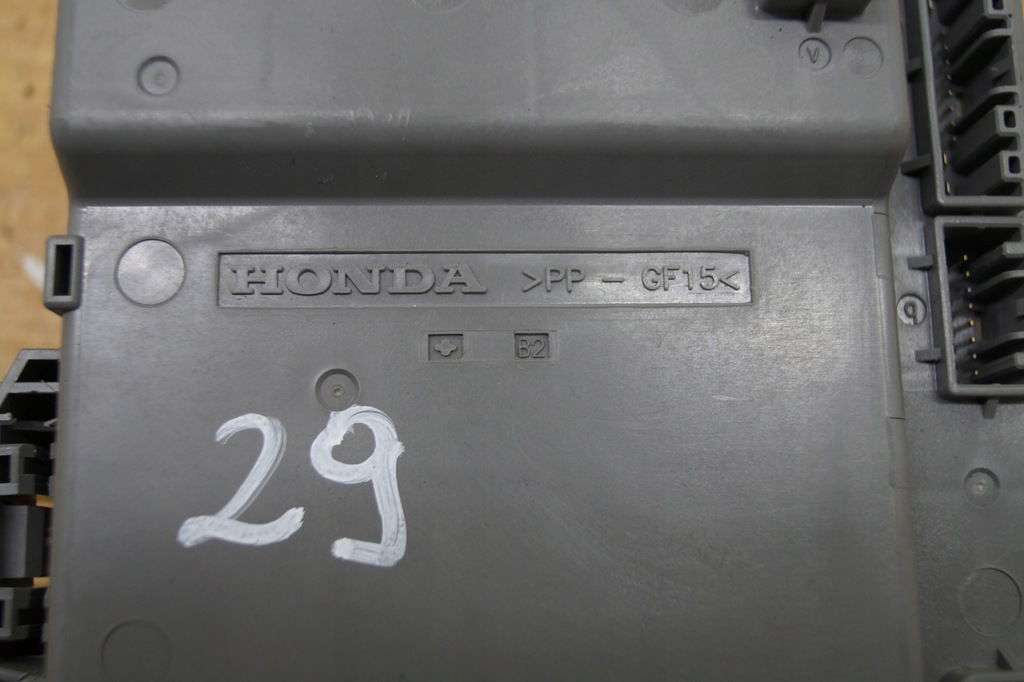 V
HONDA >PP - GF15<
B2
29